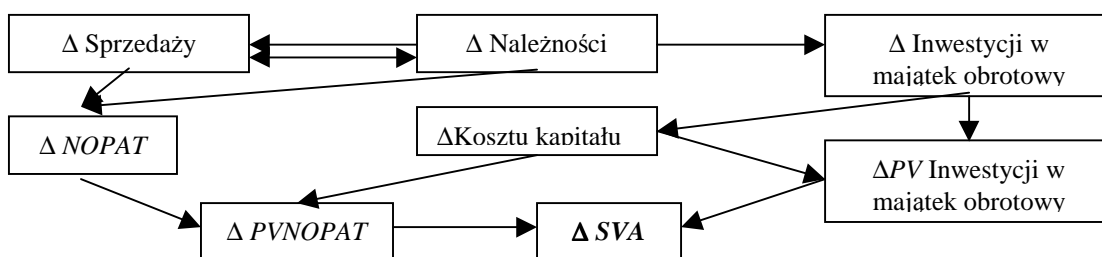 Δ Sprzedaży
Δ Należności
Δ Inwestycji w
majątek obrotowy
Δ NOPAT
ΔKosztu kapitału
ΔPV Inwestycji w
majątek obrotowy
Δ PVNOPAT
Δ SVA